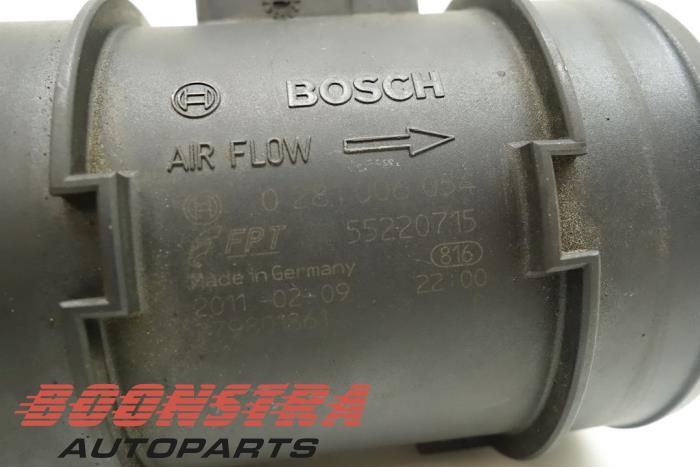 BOSCH
AIR FLOW
0 281 006 054
FPT 55220715
Made in Germany 816
2011-02-09 22:00
BOONSTRA
AUTOPARTS